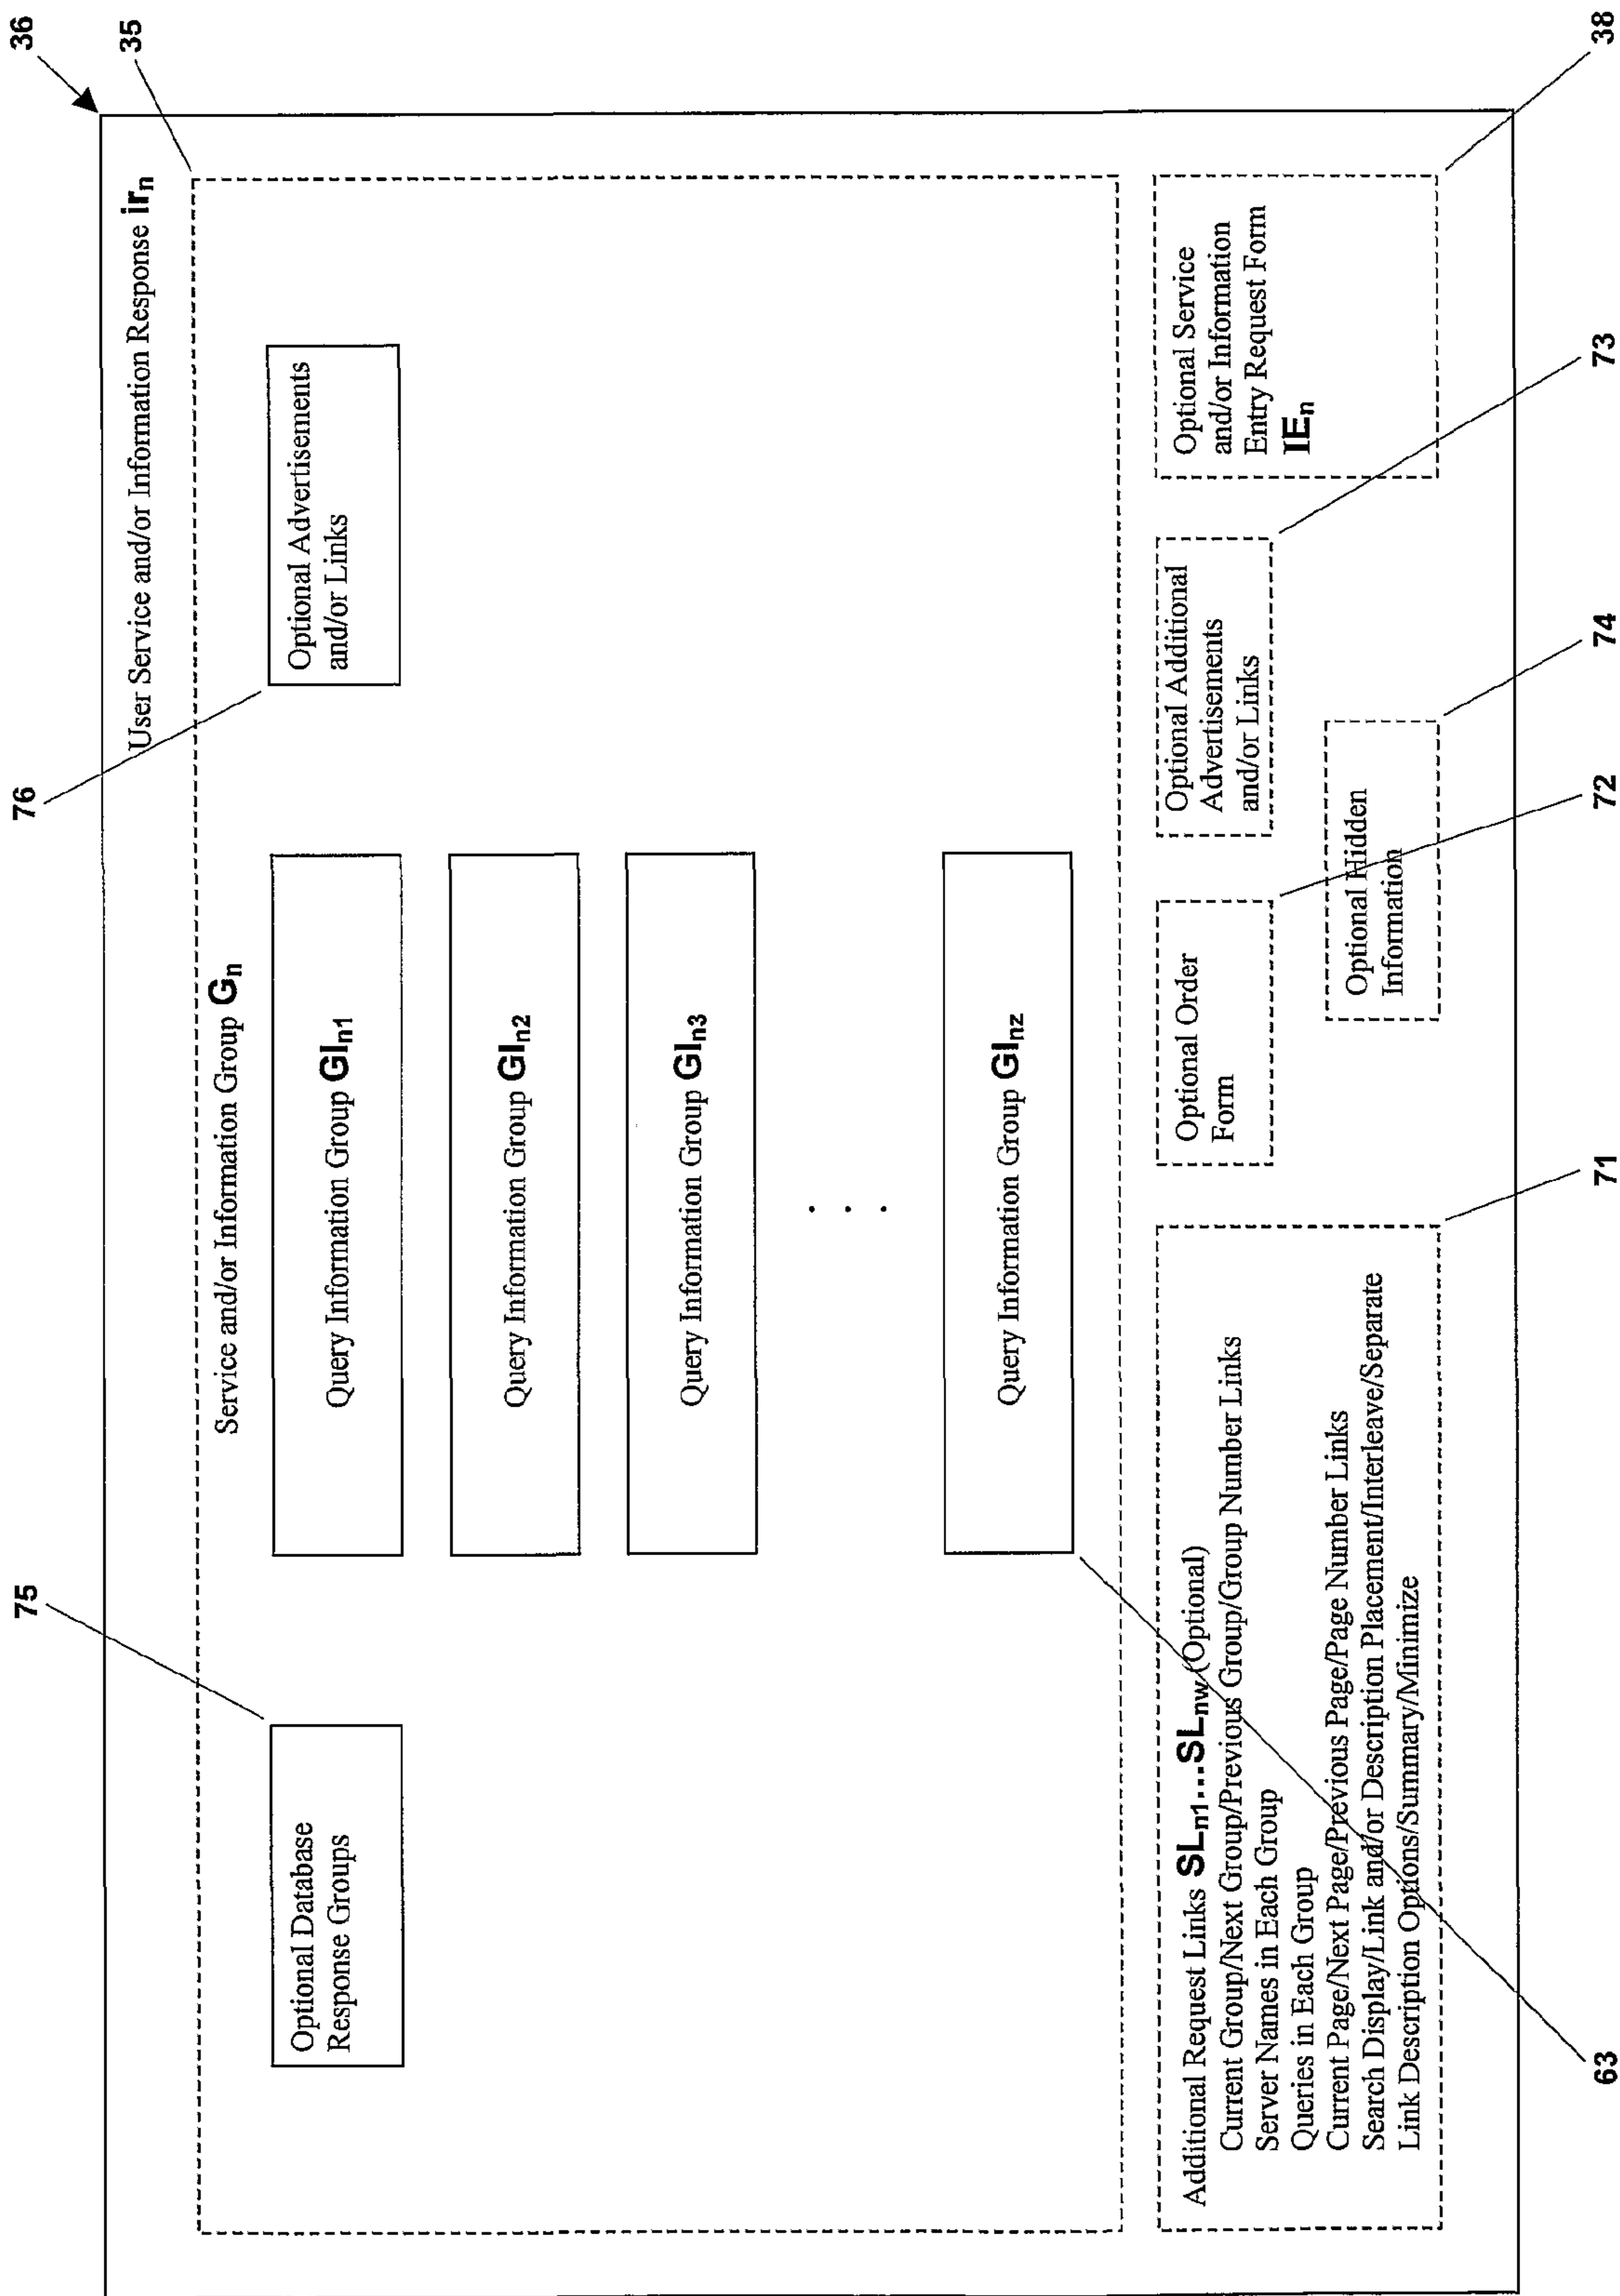 36
User Service and/or Information Response irn
35
75
76
Service and/or Information Group Gn
Optional Database
Response Groups
Query Information Group GIn1
Optional Advertisements
and/or Links
Query Information Group GIn2
Query Information Group GIn3
. . .
Query Information Group GInz
Additional Request Links SLn1...SLnw (Optional)
Current Group/Next Group/Previous Group/Group Number Links
Server Names in Each Group
Queries in Each Group
Current Page/Next Page/Previous Page/Page Number Links
Search Display/Link and/or Description Placement/Interleave/Separate
Link Description Options/Summary/Minimize
Optional Order
Form
Optional Additional
Advertisements
and/or Links
Optional Hidden
Information
Optional Service
and/or Information
Entry Request Form
IEn
63
71
72
74
73
38